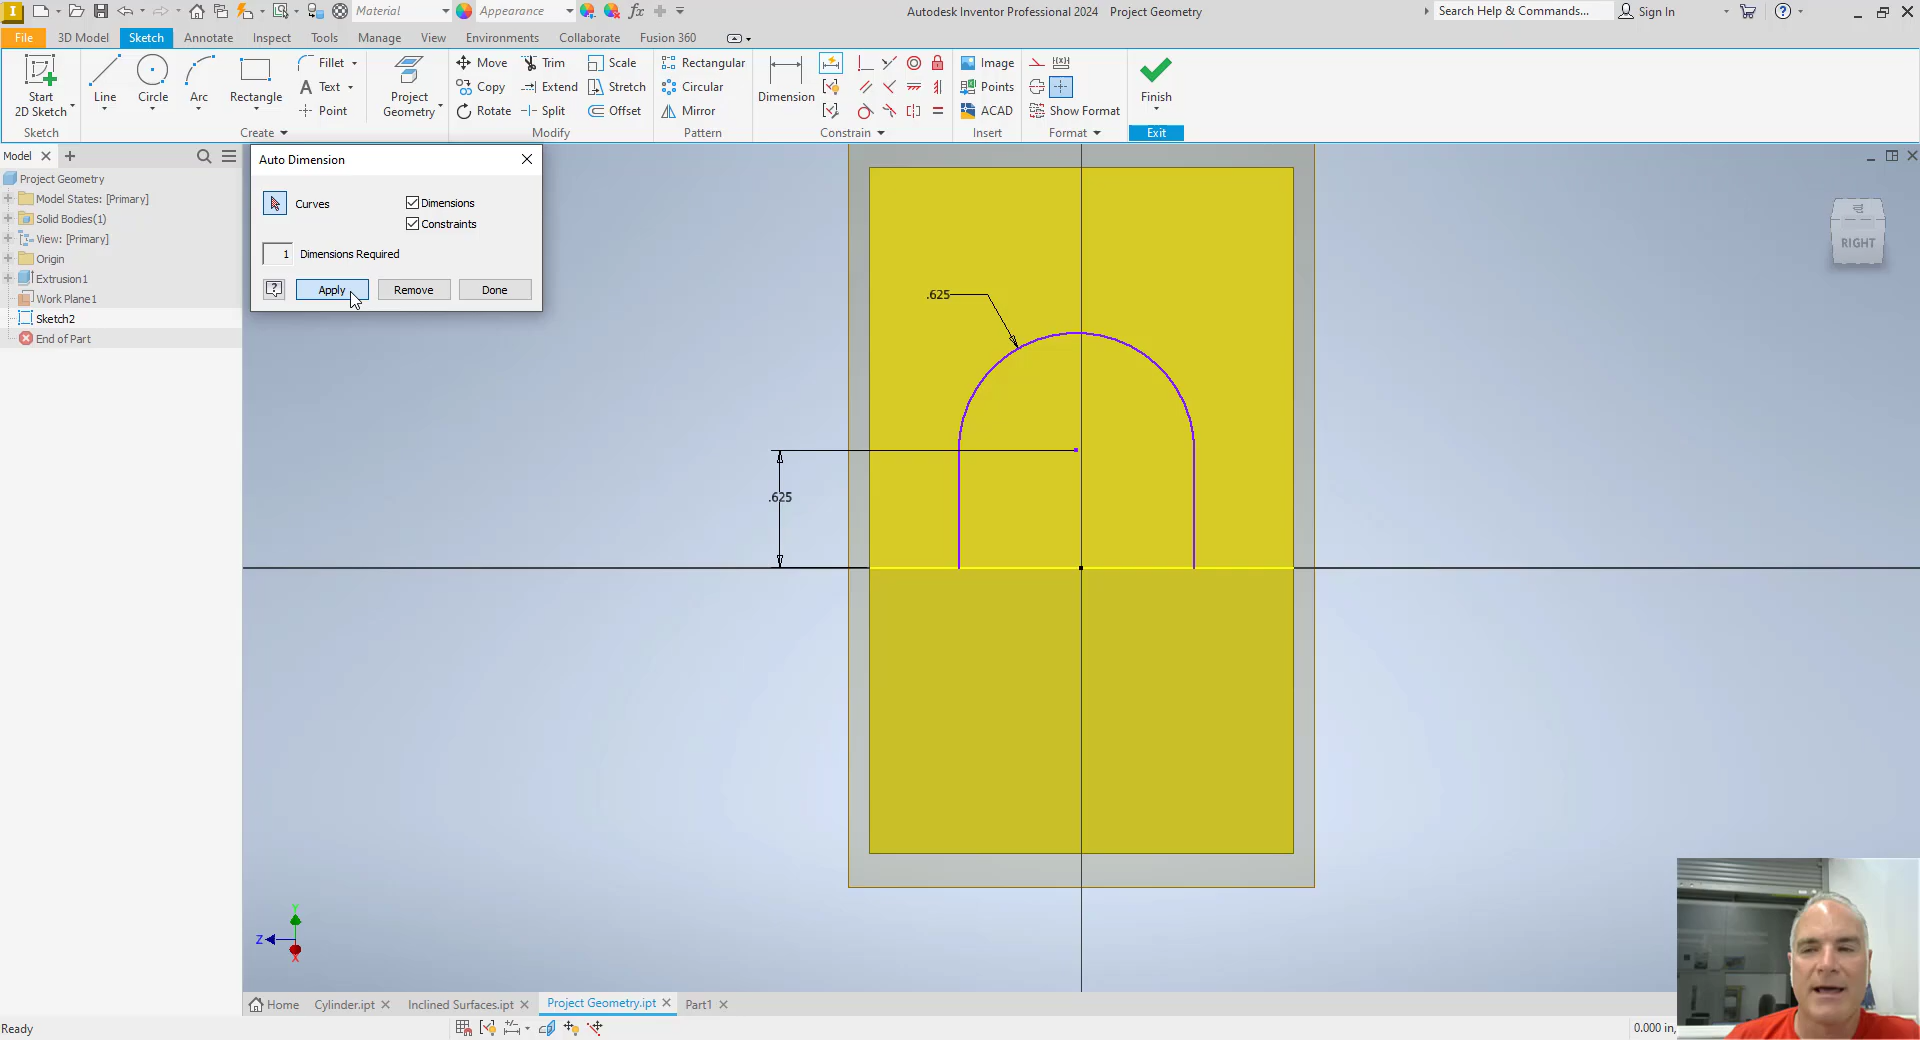 Material
Appearance
fx
Autodesk Inventor Professional 2024 Project Geometry
Search Help & Commands...
Sign In
File
3D Model
Sketch
Annotate
Inspect
Tools
Manage
View
Environments
Collaborate
Fusion 360
Start
2D Sketch
Line
Circle
Arc
Rectangle
Fillet
Text
Point
Project
Geometry
Move
Copy
Rotate
Trim
Extend
Split
Scale
Stretch
Offset
Rectangular
Circular
Mirror
Dimension
Image
Points
ACAD
Show Format
Finish
Sketch
Create
Modify
Pattern
Constrain
Insert
Format
Exit
Model
Project Geometry
Model States: [Primary]
Solid Bodies(1)
View: [Primary]
Origin
Extrusion1
Work Plane1
Sketch2
End of Part
Auto Dimension
Curves
Dimensions
Constraints
1 Dimensions Required
Apply
Remove
Done
RIGHT
.625
.625
Y
Z
X
Home
Cylinder.ipt
Inclined Surfaces.ipt
Project Geometry.ipt
Part1
Ready
0.000 in,